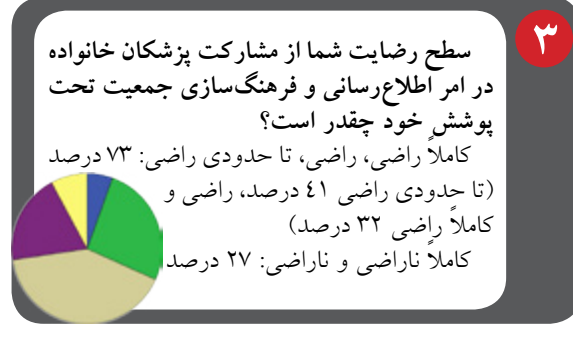 ۳
سطح رضایت شما از مشارکت پزشکان خانواده
در امر اطلاع‌رسانی و فرهنگ‌سازی جمعیت تحت
پوشش خود چقدر است؟
کاملاً راضی، راضی، تا حدودی راضی: ۷۳ درصد
(تا حدودی راضی ٤۱ درصد، راضی و
کاملاً راضی ۳۲ درصد)
کاملاً ناراضی و ناراضی: ۲۷ درصد